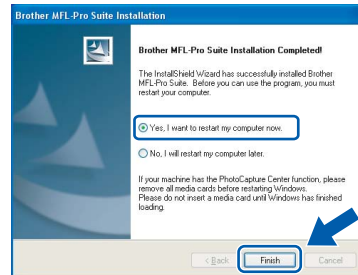 Brother MFL-Pro Suite Installation
Brother MFL-Pro Suite Installation Completed!
The InstallShield Wizard has successfully installed Brother
MFL-Pro Suite. Before you can use the program, you must
restart your computer.
Yes, I want to restart my computer now.
No, I will restart my computer later.
If your machine has the PhotoCapture Center function, please
remove all media cards before restarting Windows.
Please do not insert a media card until Windows has finished
loading.
< Back Finish Cancel